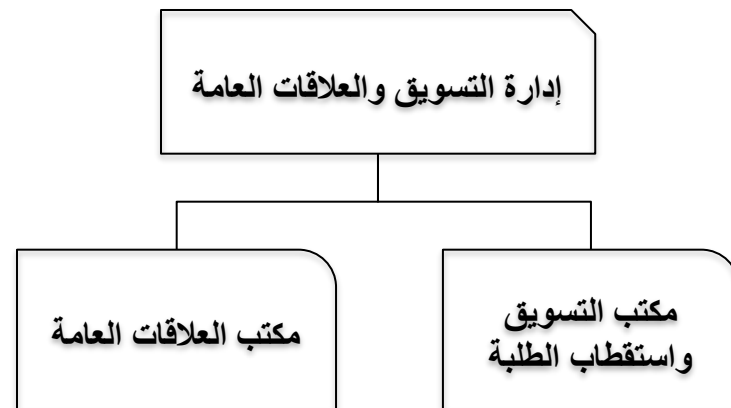 إدارة التسويق والعلاقات العامة
مكتب التسويق
واستقطاب الطلبة
مكتب العلاقات العامة